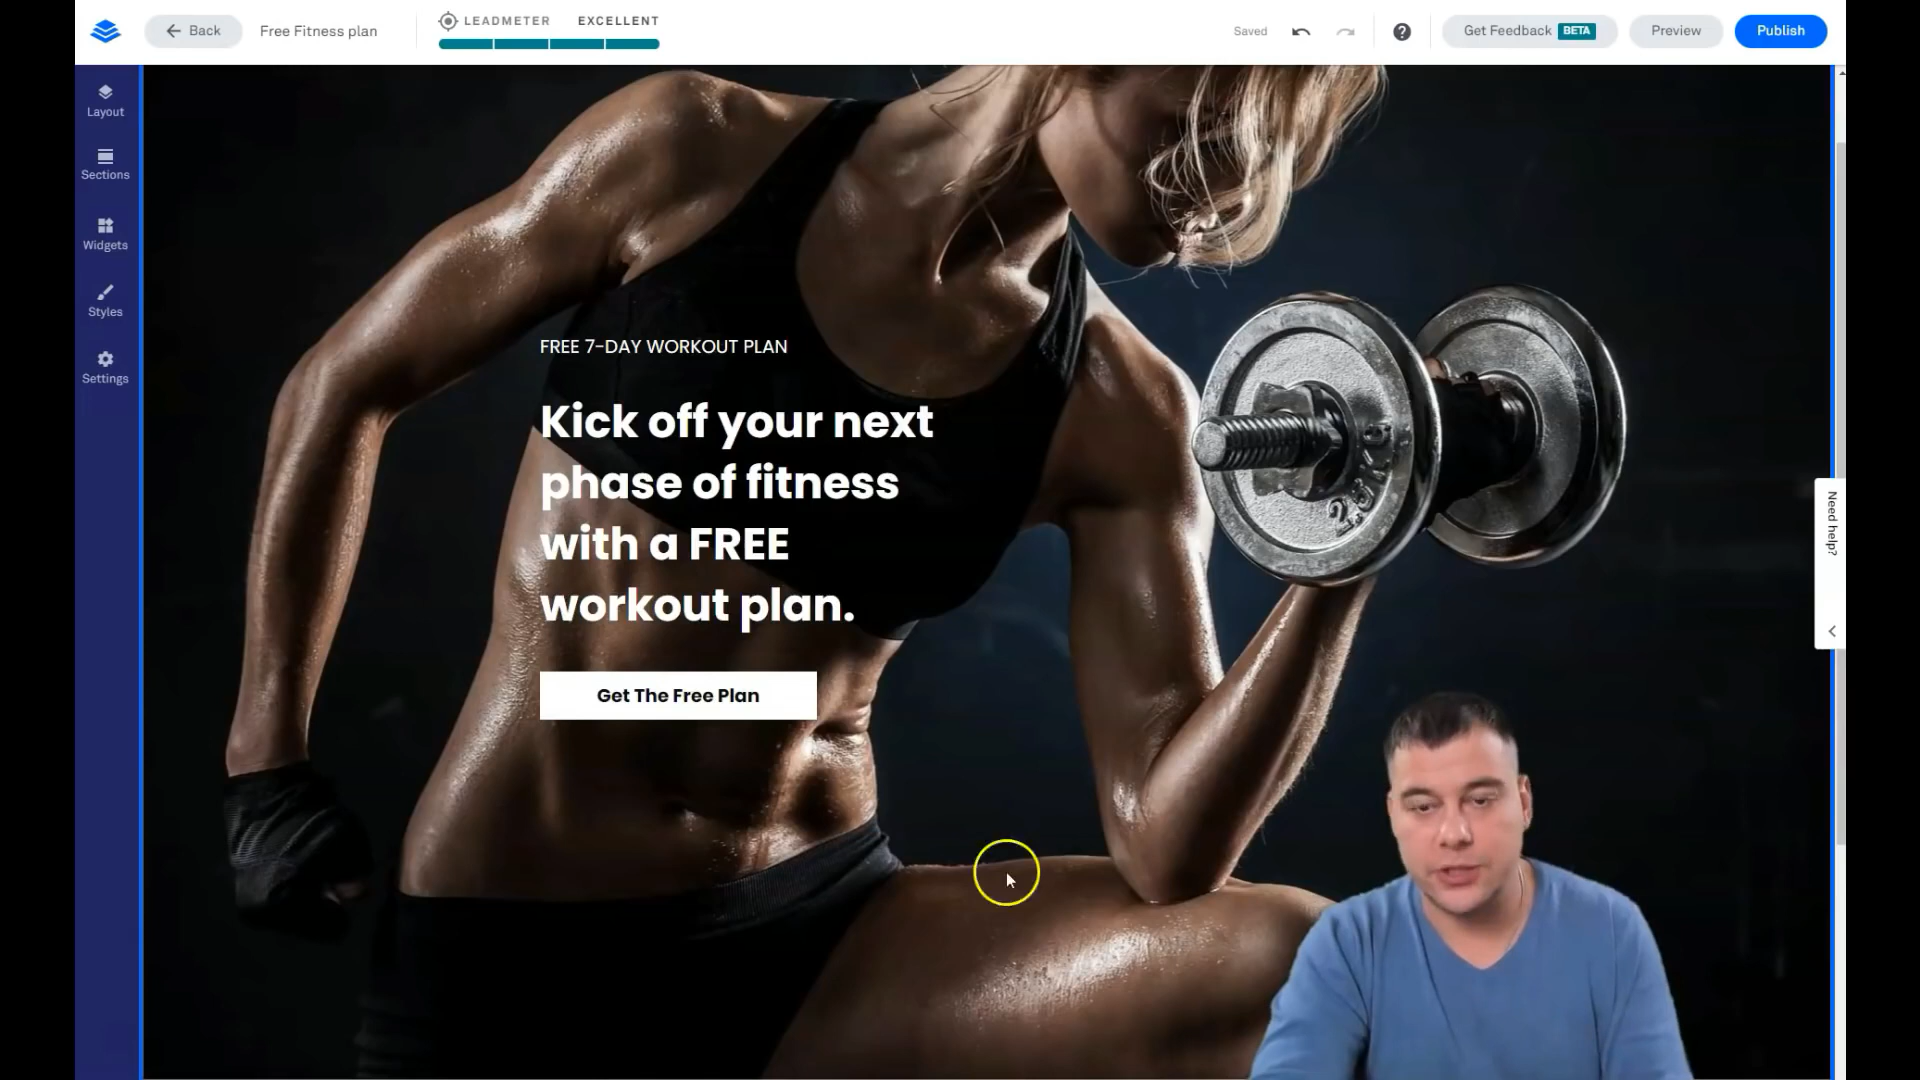 Back
Free Fitness plan
LEADMETER EXCELLENT
Saved
Get Feedback BETA
Preview
Publish
Layout
Sections
Widgets
Styles
Settings
FREE 7-DAY WORKOUT PLAN
Kick off your next
phase of fitness
with a FREE
workout plan.
Get The Free Plan
2,5KG
Need help?